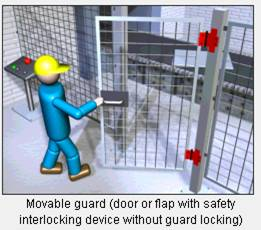 Movable guard (door or flap with safety
interlocking device without guard locking)